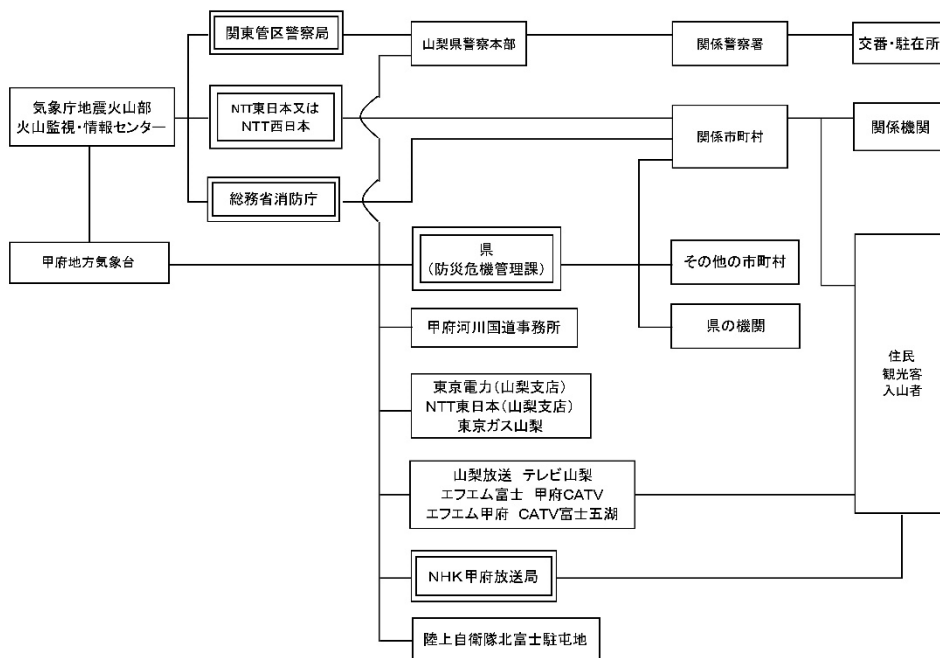 関東管区警察局
山梨県警察本部
関係警察署
交番・駐在所
気象庁地震火山部
火山監視・情報センター
NTT東日本又は
NTT西日本
関係市町村
関係機関
総務省消防庁
甲府地方気象台
県
(防災危機管理課)
その他の市町村
県の機関
甲府河川国道事務所
住民
観光客
入山者
東京電力(山梨支店)
NTT東日本(山梨支店)
東京ガス山梨
山梨放送 テレビ山梨
エフエム富士 甲府CATV
エフエム甲府 CATV富士五湖
NHK甲府放送局
陸上自衛隊北富士駐屯地